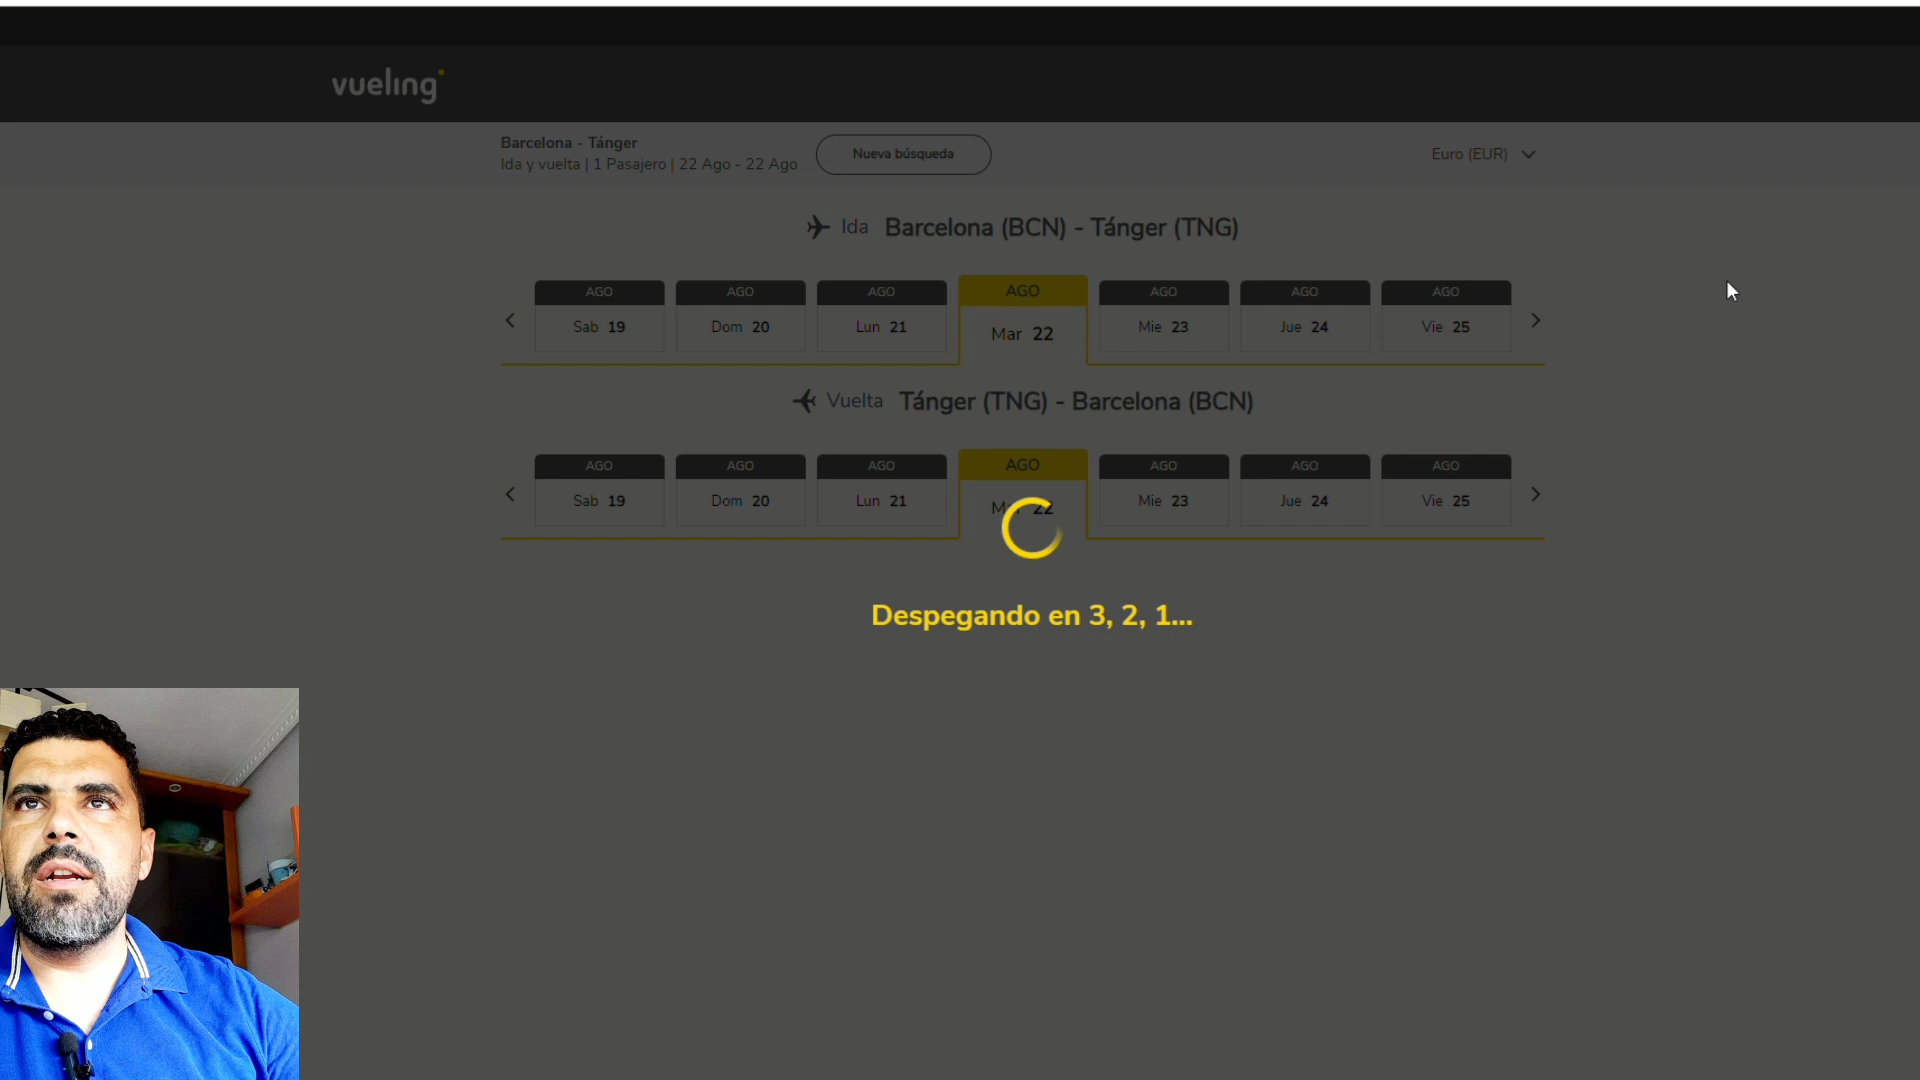 vueling
Barcelona - Tánger
Ida y vuelta | 1 Pasajero | 22 Ago - 22 Ago
Nueva búsqueda
Euro (EUR)
Ida Barcelona (BCN) - Tánger (TNG)
AGO AGO AGO AGO AGO AGO AGO
Sab 19 Dom 20 Lun 21 Mar 22 Mie 23 Jue 24 Vie 25
Vuelta Tánger (TNG) - Barcelona (BCN)
AGO AGO AGO AGO AGO AGO AGO
Sab 19 Dom 20 Lun 21 Mar 22 Mie 23 Jue 24 Vie 25
Despegando en 3, 2, 1...